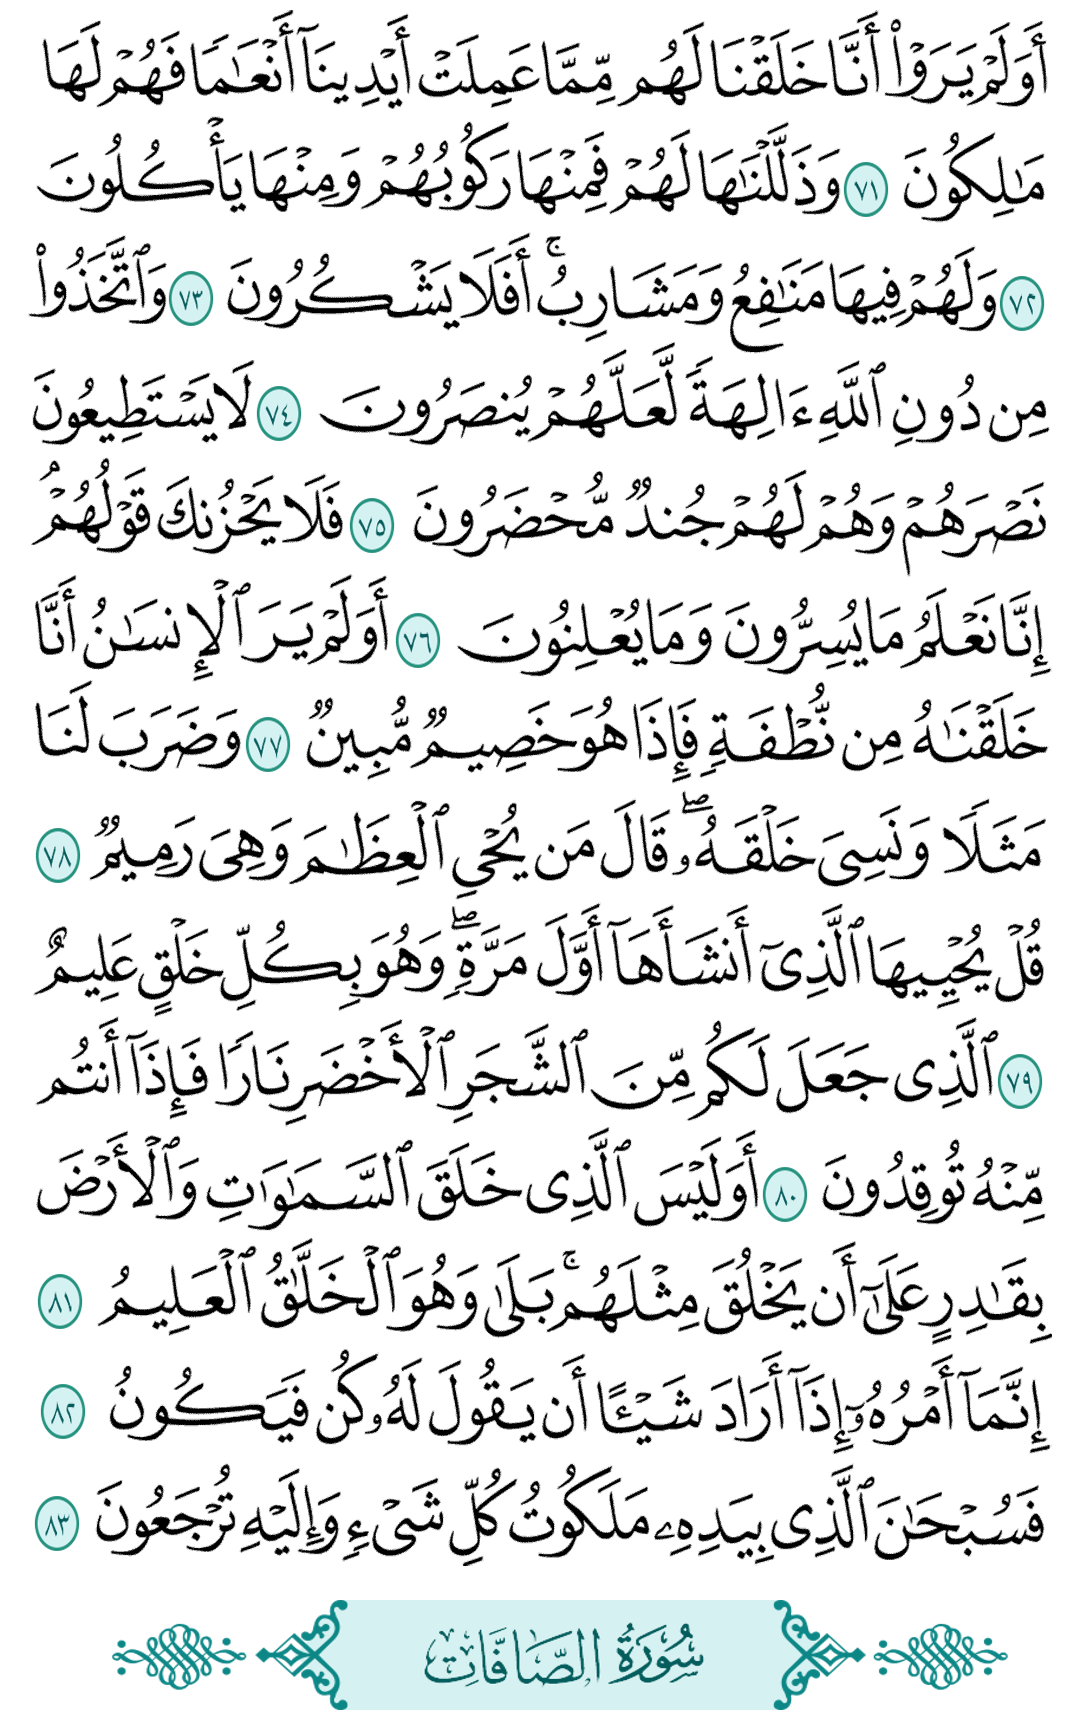 أَوَلَمْ يَرَوْا۟ أَنَّا خَلَقْنَا لَهُم مِّمَّا عَمِلَتْ أَيْدِينَآ أَنْعَـٰمًا فَهُمْ لَهَا
مَـٰلِكُونَ ٧١ وَذَلَّلْنَـٰهَا لَهُمْ فَمِنْهَا رَكُوبُهُمْ وَمِنْهَا يَأْكُلُونَ
٧٢ وَلَهُمْ فِيهَا مَنَـٰفِعُ وَمَشَارِبُ ۚ أَفَلَا يَشْكُرُونَ ٧٣ وَٱتَّخَذُوا۟
مِن دُونِ ٱللَّهِ ءَالِهَةً لَّعَلَّهُمْ يُنصَرُونَ ٧٤ لَا يَسْتَطِيعُونَ
نَصْرَهُمْ وَهُمْ لَهُمْ جُندٌ مُّحْضَرُونَ ٧٥ فَلَا يَحْزُنكَ قَوْلُهُمْ ۘ
إِنَّا نَعْلَمُ مَا يُسِرُّونَ وَمَا يُعْلِنُونَ ٧٦ أَوَلَمْ يَرَ ٱلْإِنسَـٰنُ أَنَّا
خَلَقْنَـٰهُ مِن نُّطْفَةٍ فَإِذَا هُوَ خَصِيمٌ مُّبِينٌ ٧٧ وَضَرَبَ لَنَا
مَثَلًا وَنَسِىَ خَلْقَهُۥ ۖ قَالَ مَن يُحْىِ ٱلْعِظَـٰمَ وَهِىَ رَمِيمٌ ٧٨
قُلْ يُحْيِيهَا ٱلَّذِىٓ أَنشَأَهَآ أَوَّلَ مَرَّةٍ ۖ وَهُوَ بِكُلِّ خَلْقٍ عَلِيمٌ
٧٩ ٱلَّذِى جَعَلَ لَكُم مِّنَ ٱلشَّجَرِ ٱلْأَخْضَرِ نَارًا فَإِذَآ أَنتُم
مِّنْهُ تُوقِدُونَ ٨٠ أَوَلَيْسَ ٱلَّذِى خَلَقَ ٱلسَّمَـٰوَٰتِ وَٱلْأَرْضَ
بِقَـٰدِرٍ عَلَىٰٓ أَن يَخْلُقَ مِثْلَهُم ۚ بَلَىٰ وَهُوَ ٱلْخَلَّـٰقُ ٱلْعَلِيمُ ٨١
إِنَّمَآ أَمْرُهُۥٓ إِذَآ أَرَادَ شَيْـًٔا أَن يَقُولَ لَهُۥ كُن فَيَكُونُ ٨٢
فَسُبْحَـٰنَ ٱلَّذِى بِيَدِهِۦ مَلَكُوتُ كُلِّ شَىْءٍ وَإِلَيْهِ تُرْجَعُونَ ٨٣
سُورَةُ الصَّافَّاتِ